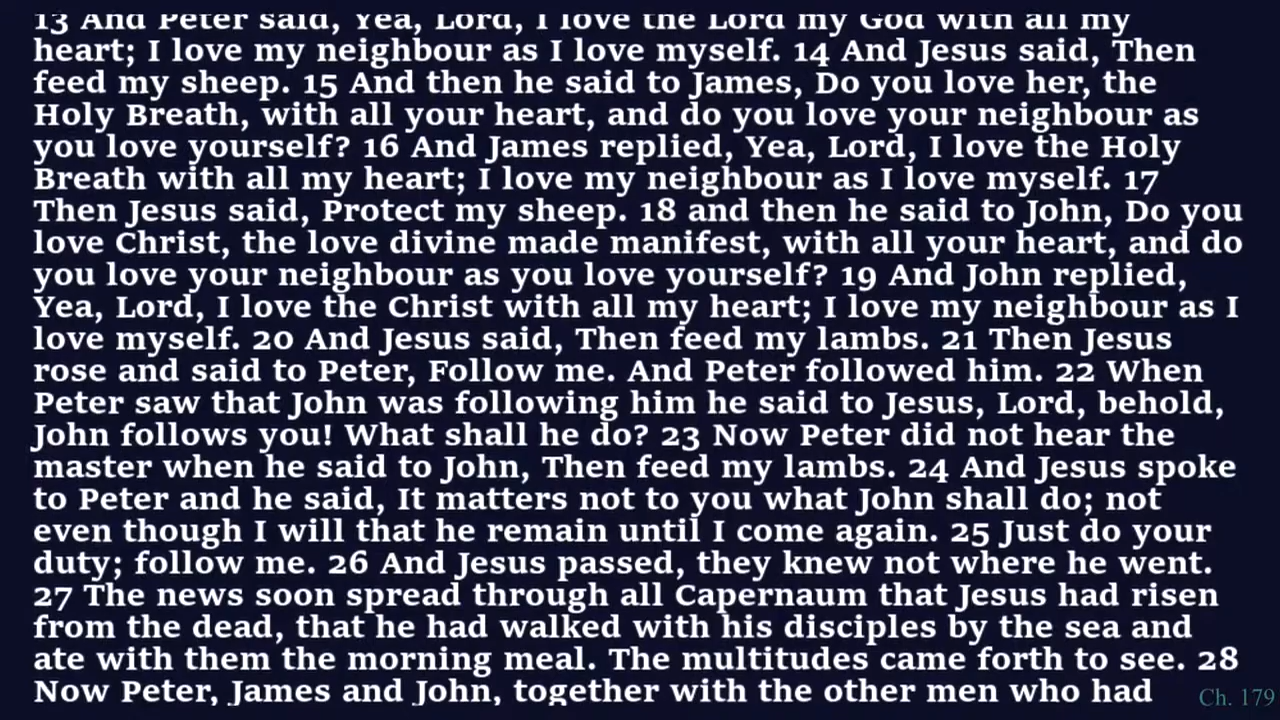 13 And Peter said, Yea, Lord, I love the Lord my God with all my
heart; I love my neighbour as I love myself. 14 And Jesus said, Then
feed my sheep. 15 And then he said to James, Do you love her, the
Holy Breath, with all your heart, and do you love your neighbour as
you love yourself? 16 And James replied, Yea, Lord, I love the Holy
Breath with all my heart; I love my neighbour as I love myself. 17
Then Jesus said, Protect my sheep. 18 and then he said to John, Do you
love Christ, the love divine made manifest, with all your heart, and do
you love your neighbour as you love yourself? 19 And John replied,
Yea, Lord, I love the Christ with all my heart; I love my neighbour as I
love myself. 20 And Jesus said, Then feed my lambs. 21 Then Jesus
rose and said to Peter, Follow me. And Peter followed him. 22 When
Peter saw that John was following him he said to Jesus, Lord, behold,
John follows you! What shall he do? 23 Now Peter did not hear the
master when he said to John, Then feed my lambs. 24 And Jesus spoke
to Peter and he said, It matters not to you what John shall do; not
even though I will that he remain until I come again. 25 Just do your
duty; follow me. 26 And Jesus passed, they knew not where he went.
27 The news soon spread through all Capernaum that Jesus had risen
from the dead, that he had walked with his disciples by the sea and
ate with them the morning meal. The multitudes came forth to see. 28
Now Peter, James and John, together with the other men who had
Ch. 179